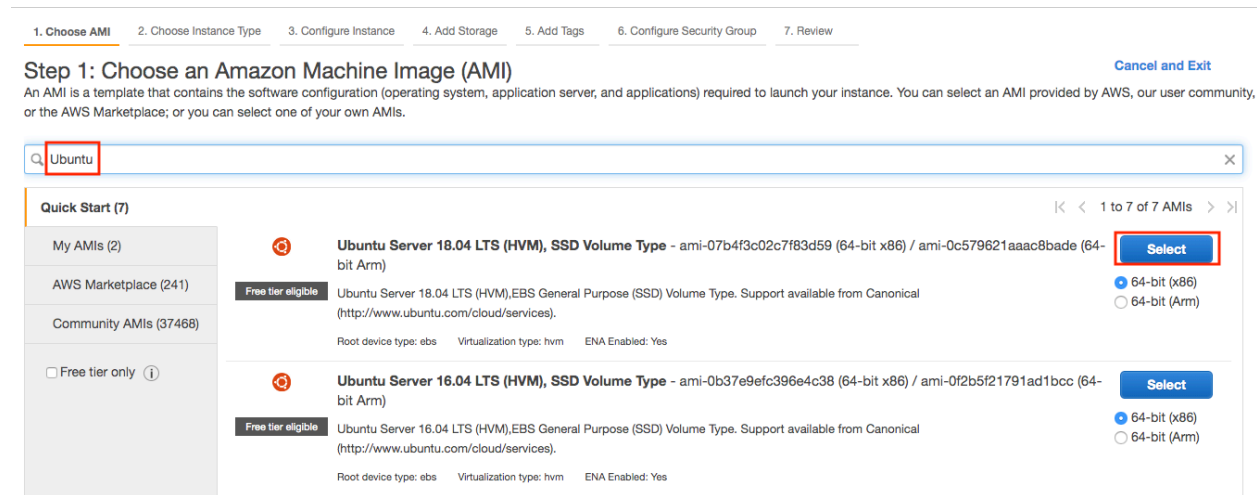 1. Choose AMI 2. Choose Instance Type 3. Configure Instance 4. Add Storage 5. Add Tags 6. Configure Security Group 7. Review
Step 1: Choose an Amazon Machine Image (AMI)
Cancel and Exit
An AMI is a template that contains the software configuration (operating system, application server, and applications) required to launch your instance. You can select an AMI provided by AWS, our user community,
or the AWS Marketplace; or you can select one of your own AMIs.
Ubuntu
Quick Start (7)
1 to 7 of 7 AMIs
My AMIs (2)
AWS Marketplace (241)
Community AMIs (37468)
Free tier only
Ubuntu Server 18.04 LTS (HVM), SSD Volume Type - ami-07b4f3c02c7f83d59 (64-bit x86) / ami-0c579621aaac8bade (64-
bit Arm)
Select
Free tier eligible
Ubuntu Server 18.04 LTS (HVM),EBS General Purpose (SSD) Volume Type. Support available from Canonical
(http://www.ubuntu.com/cloud/services).
64-bit (x86)
64-bit (Arm)
Root device type: ebs Virtualization type: hvm ENA Enabled: Yes
Ubuntu Server 16.04 LTS (HVM), SSD Volume Type - ami-0b37e9efc396e4c38 (64-bit x86) / ami-0f2b5f21791ad1bcc (64-
bit Arm)
Select
Free tier eligible
Ubuntu Server 16.04 LTS (HVM),EBS General Purpose (SSD) Volume Type. Support available from Canonical
(http://www.ubuntu.com/cloud/services).
64-bit (x86)
64-bit (Arm)
Root device type: ebs Virtualization type: hvm ENA Enabled: Yes